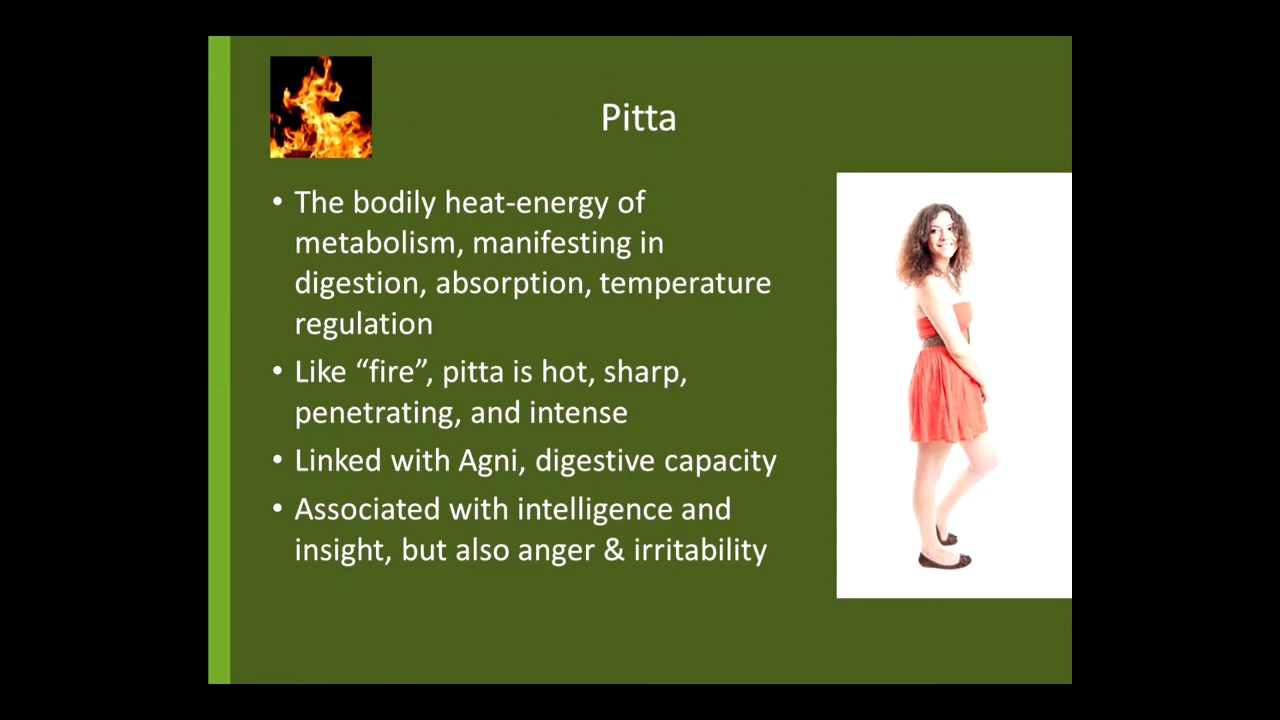 Pitta
• The bodily heat-energy of
metabolism, manifesting in
digestion, absorption, temperature
regulation
• Like “fire”, pitta is hot, sharp,
penetrating, and intense
• Linked with Agni, digestive capacity
• Associated with intelligence and
insight, but also anger & irritability